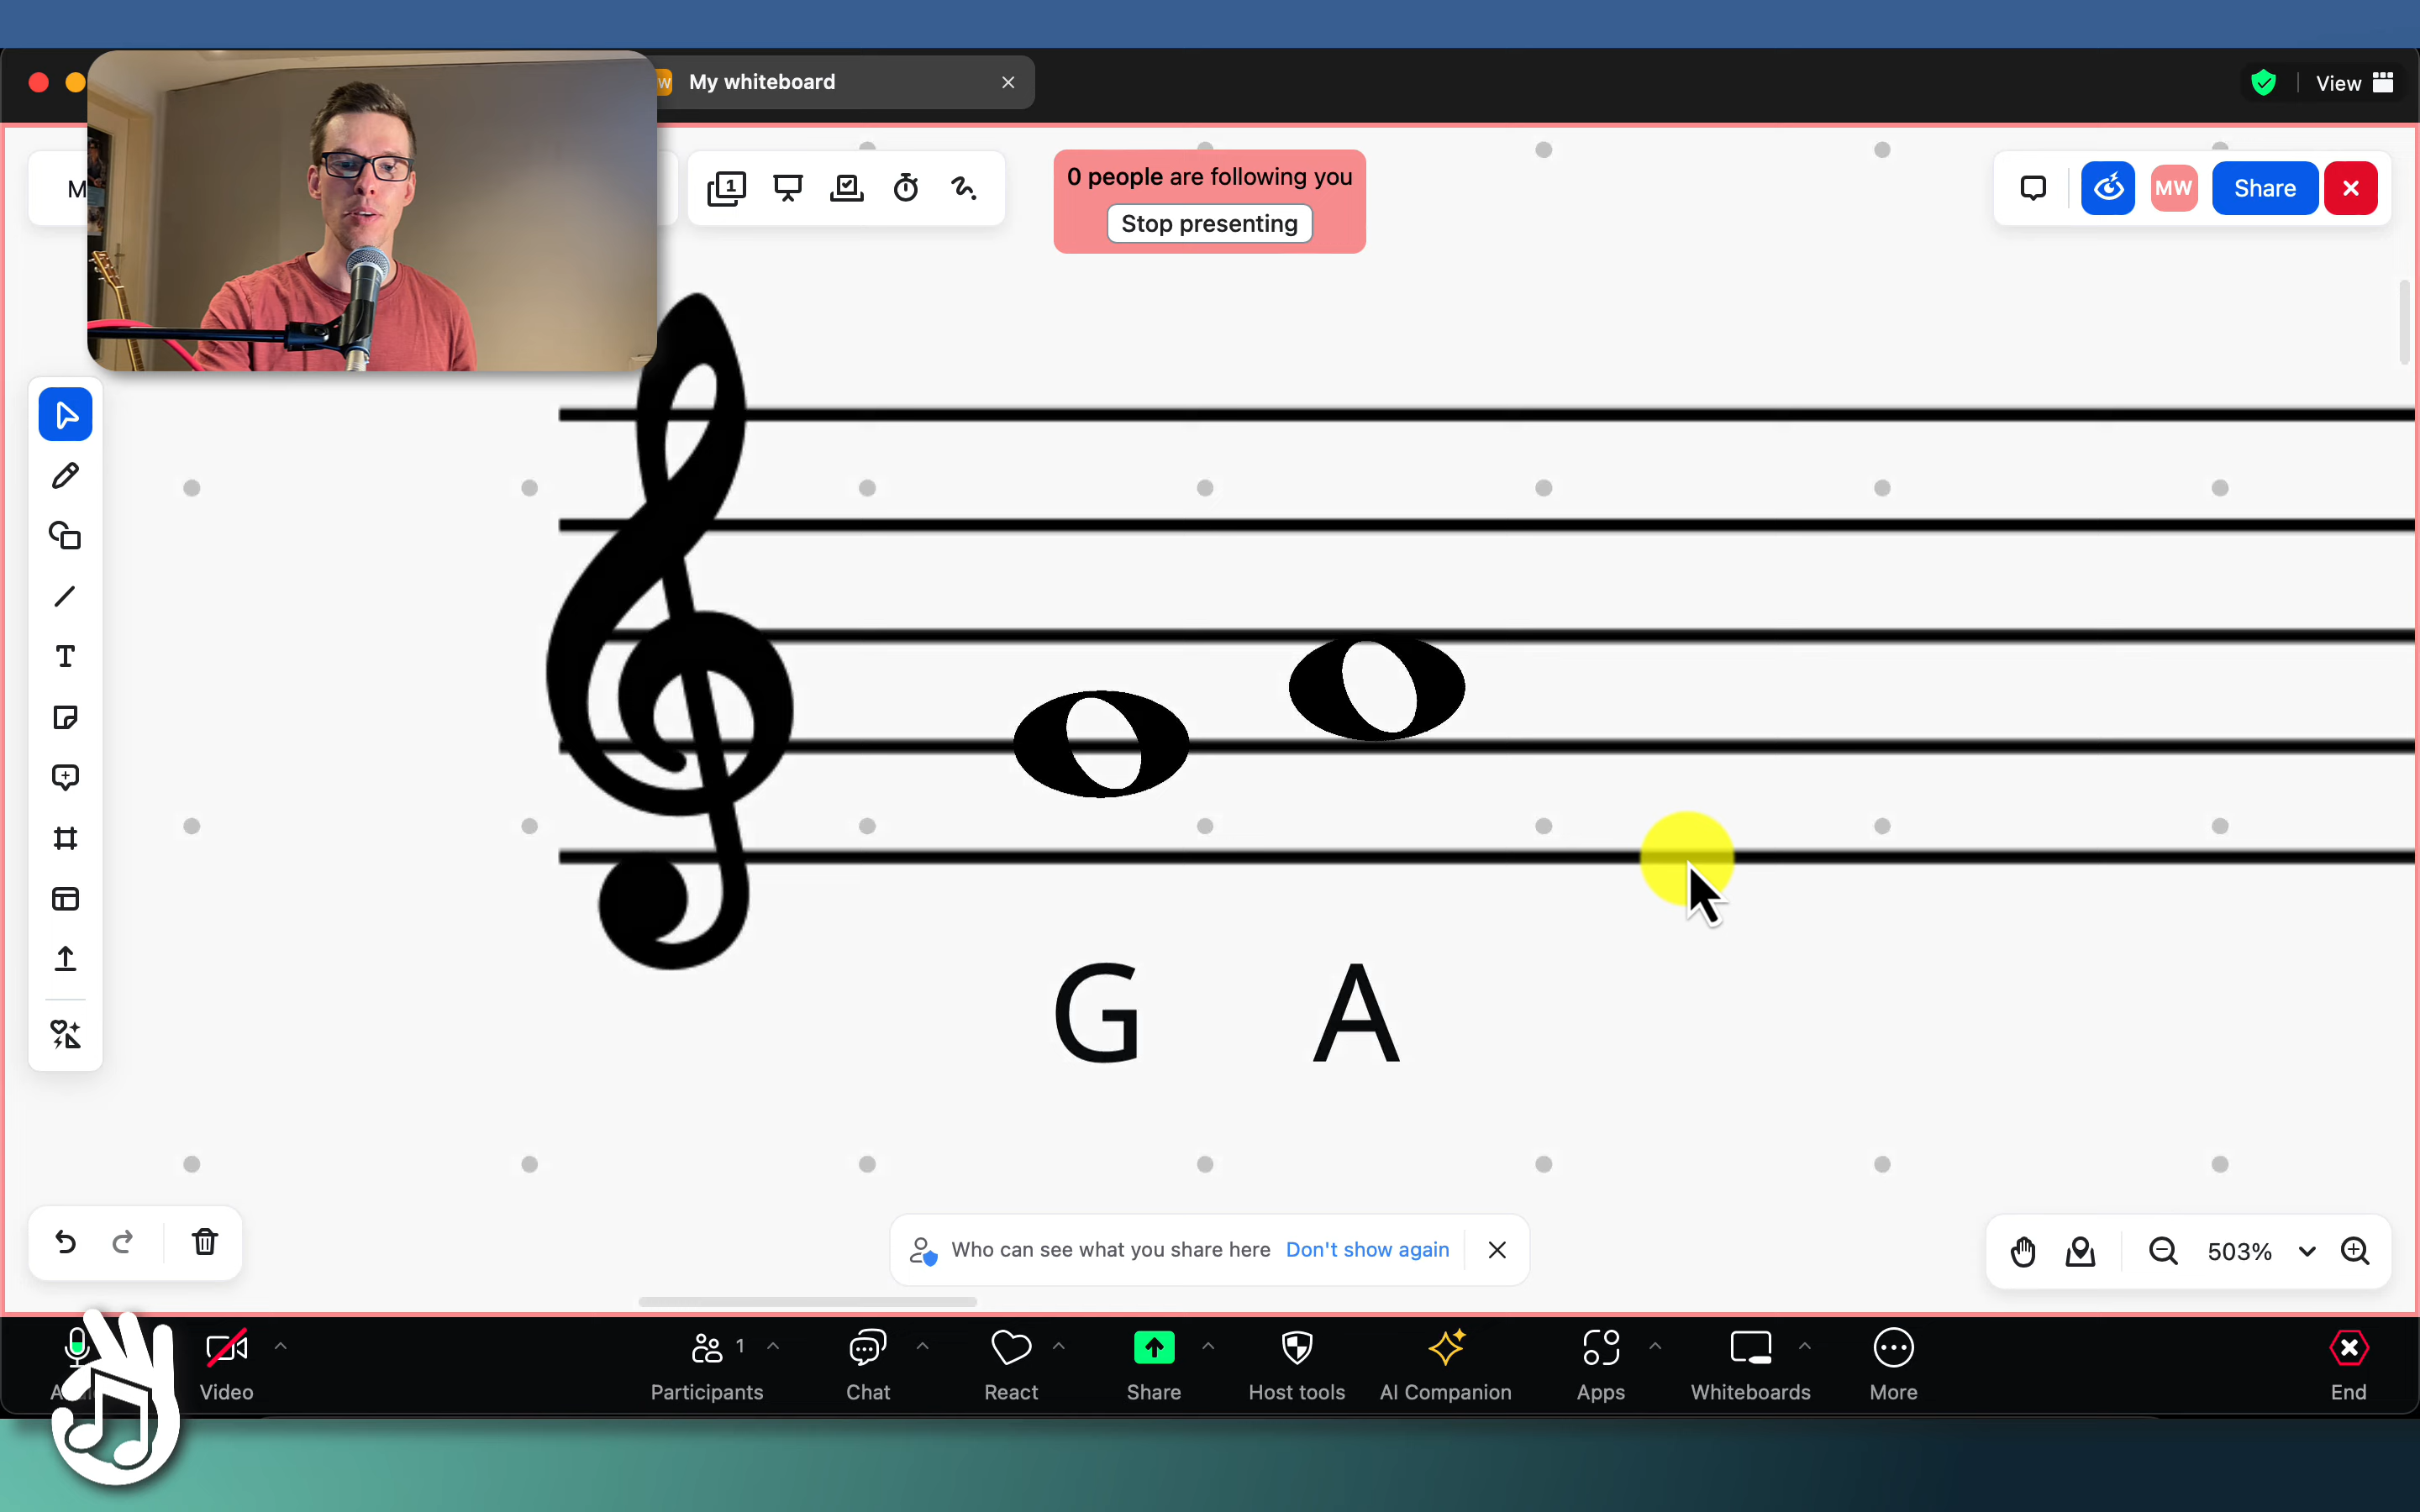 My whiteboard
View
M
1
0 people are following you
Stop presenting
MW
Share
G A
Who can see what you share here Don't show again
503%
Video
Participants 1
Chat
React
Share
Host tools
AI Companion
Apps
Whiteboards
More
End